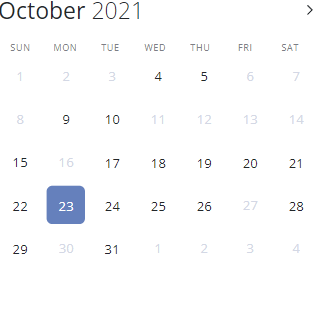 October 2021
SUN MON TUE WED THU FRI SAT
1 2 3 4 5 6 7
8 9 10 11 12 13 14
15 16 17 18 19 20 21
22 23 24 25 26 27 28
29 30 31 1 2 3 4